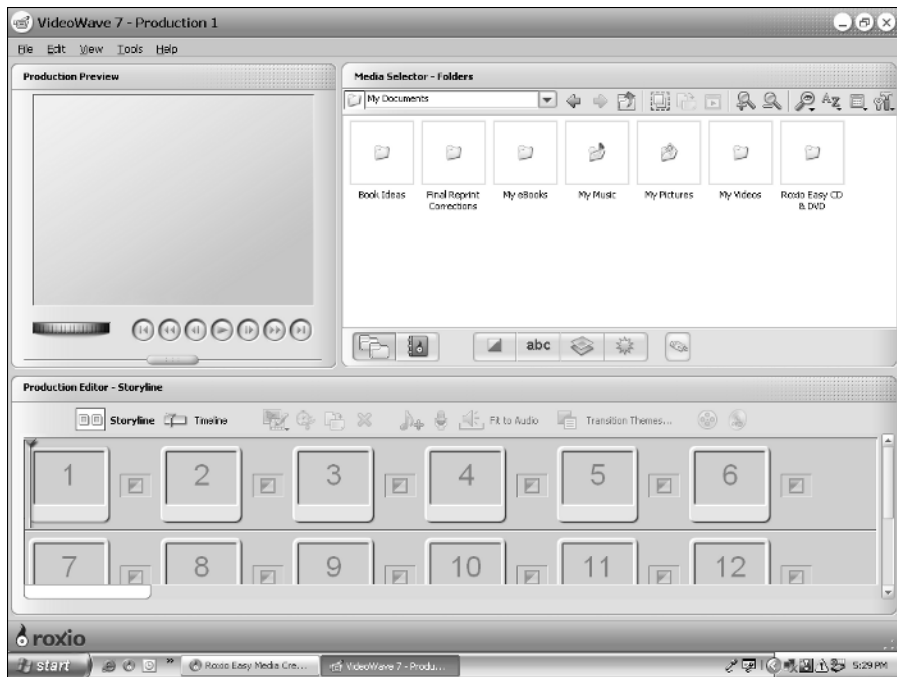 VideoWave 7 - Production 1
File Edit View Tools Help
Production Preview
Media Selector - Folders
My Documents
AZ
Book Ideas
Final Reprint Corrections
My eBooks
My Music
My Pictures
My Videos
Roxio Easy CD & DVD
abc
Production Editor - Storyline
Storyline Timeline Fit to Audio Transition Themes...
1 2 3 4 5 6
7 8 9 10 11 12
roxio
start » Roxio Easy Media Cre... VideoWave 7 - Produ... 5:29 PM